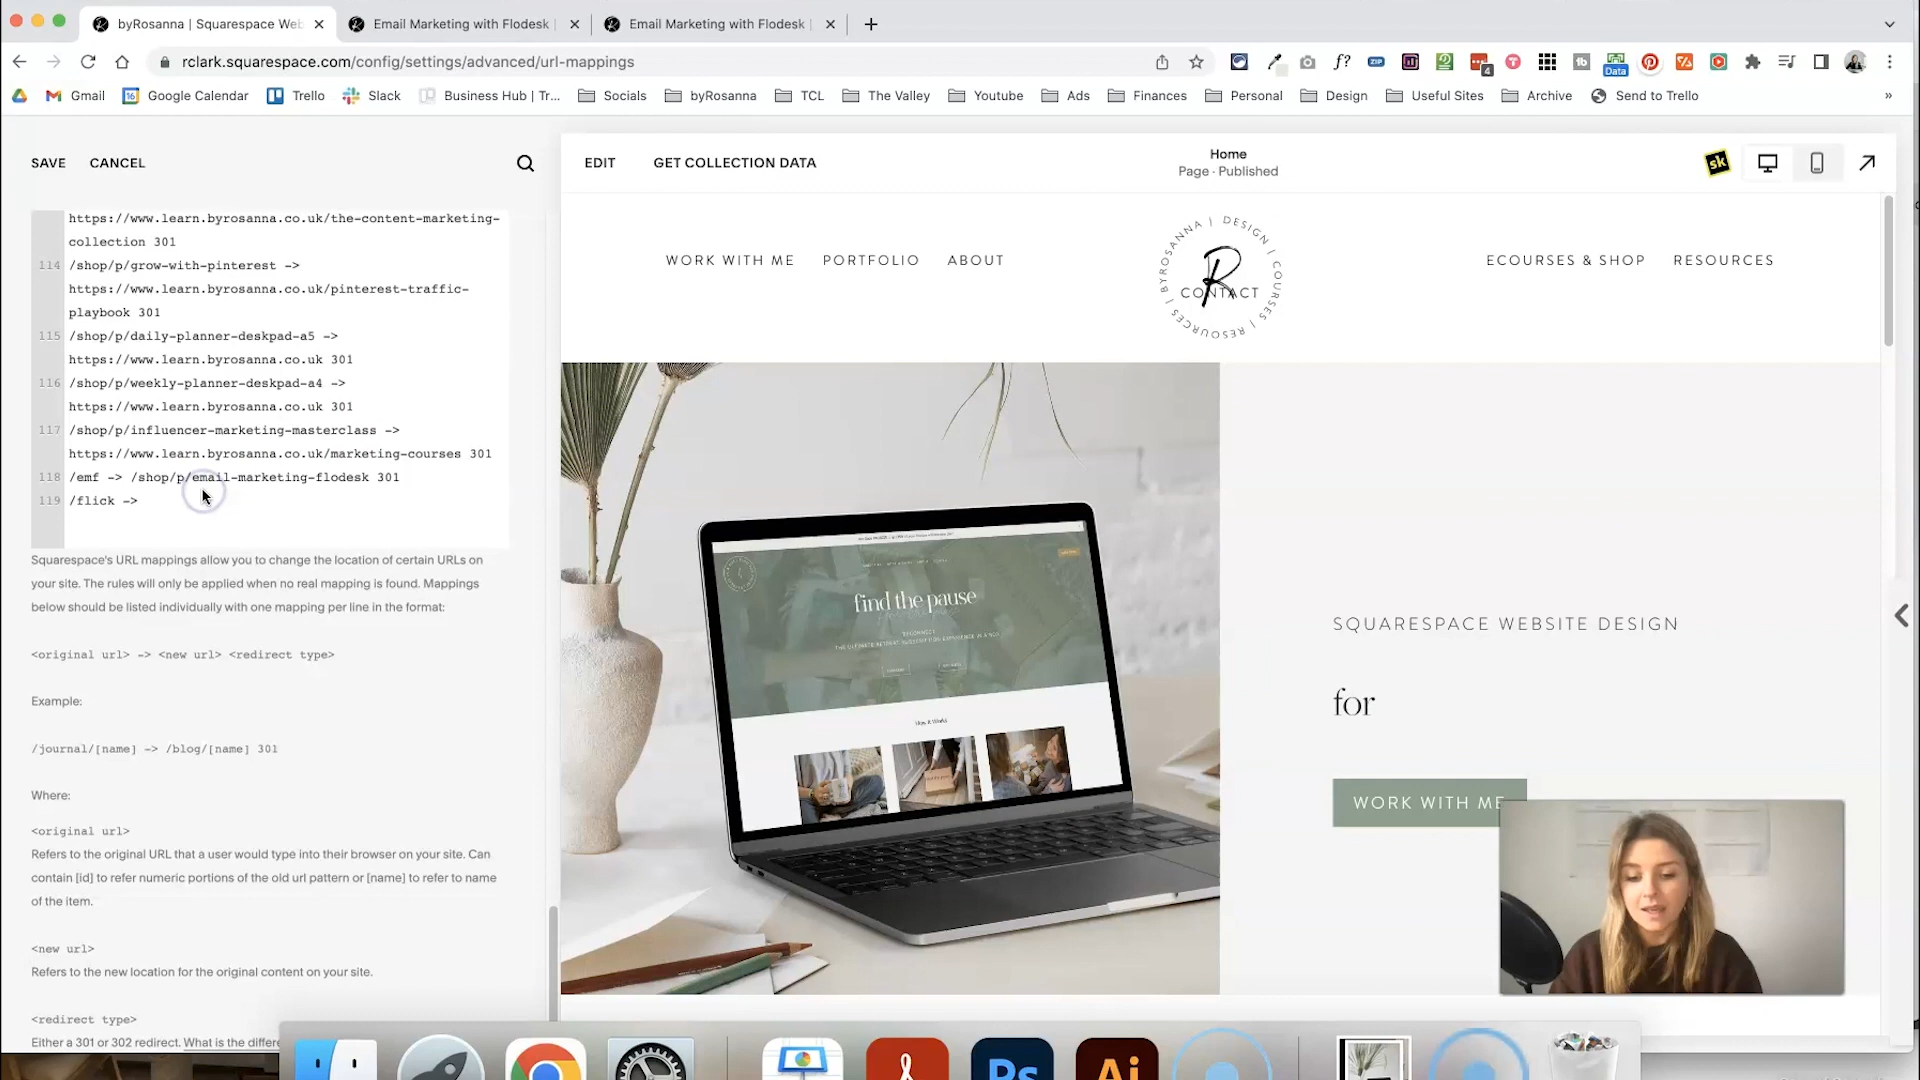 byRosanna | Squarespace Web
Email Marketing with Flodesk |
Email Marketing with Flodesk |
rclark.squarespace.com/config/settings/advanced/url-mappings
f?
ZIP
4
Data
Gmail
Google Calendar
Trello
Slack
Business Hub | Tr...
Socials
byRosanna
TCL
The Valley
Youtube
Ads
Finances
Personal
Design
Useful Sites
Archive
Send to Trello
»
SAVE
CANCEL
https://www.learn.byrosanna.co.uk/the-content-marketing-
collection 301
114 /shop/p/grow-with-pinterest ->
https://www.learn.byrosanna.co.uk/pinterest-traffic-
playbook 301
115 /shop/p/daily-planner-deskpad-a5 ->
https://www.learn.byrosanna.co.uk 301
116 /shop/p/weekly-planner-deskpad-a4 ->
https://www.learn.byrosanna.co.uk 301
117 /shop/p/influencer-marketing-masterclass ->
https://www.learn.byrosanna.co.uk/marketing-courses 301
118 /emf -> /shop/p/email-marketing-flodesk 301
119 /flick ->
Squarespace's URL mappings allow you to change the location of certain URLs on
your site. The rules will only be applied when no real mapping is found. Mappings
below should be listed individually with one mapping per line in the format:
<original url> -> <new url> <redirect type>
Example:
/journal/[name] -> /blog/[name] 301
Where:
<original url>
Refers to the original URL that a user would type into their browser on your site. Can
contain [id] to refer numeric portions of the old url pattern or [name] to refer to name
of the item.
<new url>
Refers to the new location for the original content on your site.
<redirect type>
Either a 301 or 302 redirect. What is the differe
EDIT
GET COLLECTION DATA
Home
Page · Published
sk
WORK WITH ME
PORTFOLIO
ABOUT
BYROSANNA | DESIGN | COURSES | RESOURCES |
R
CONTACT
ECOURSES & SHOP
RESOURCES
find the pause
How it Works
SQUARESPACE WEBSITE DESIGN
for
WORK WITH ME
Ps
Ai